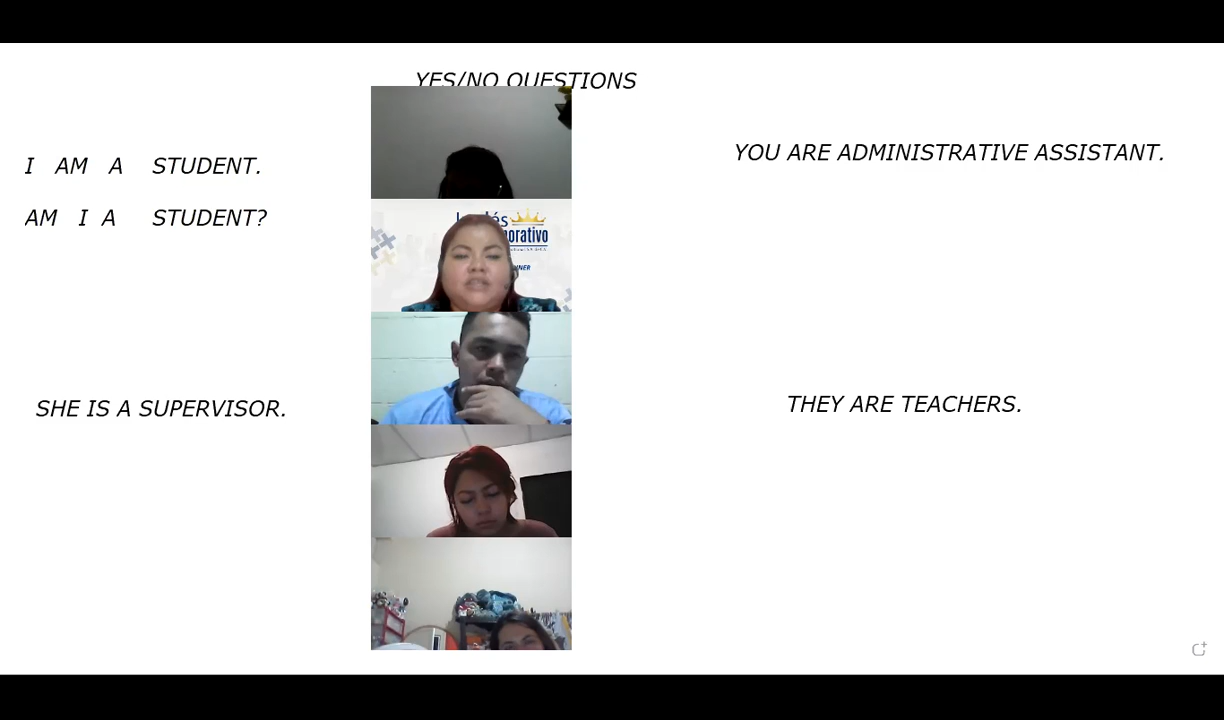 YES/NO QUESTIONS
I AM A STUDENT.
AM I A STUDENT?
YOU ARE ADMINISTRATIVE ASSISTANT.
SHE IS A SUPERVISOR.
THEY ARE TEACHERS.